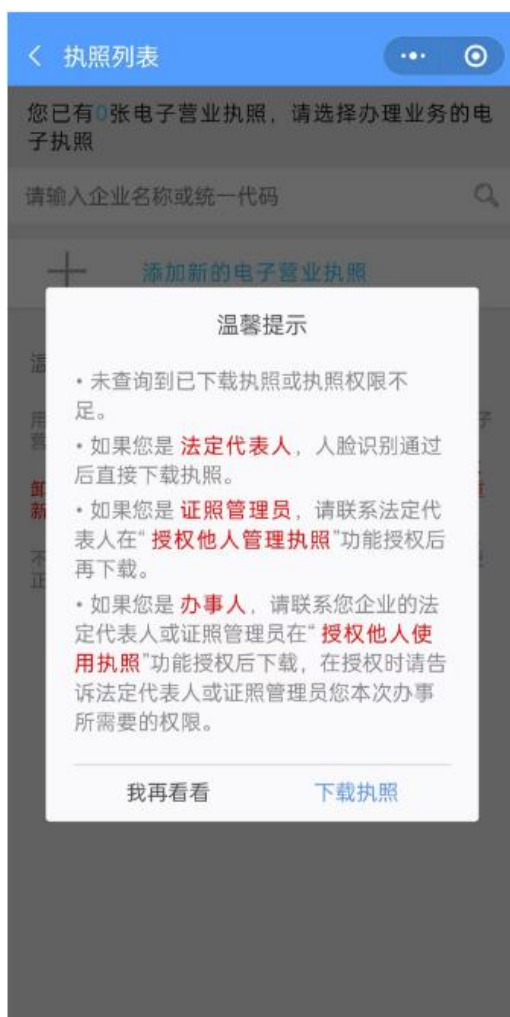 执照列表
您已有0张电子营业执照，请选择办理业务的电
子执照
请输入企业名称或统一代码
添加新的电子营业执照
温馨提示
• 未查询到已下载执照或执照权限不
足。
• 如果您是 法定代表人，人脸识别通过
后直接下载执照。
• 如果您是 证照管理员，请联系法定代
表人在“ 授权他人管理执照”功能授权后
再下载。
• 如果您是 办事人，请联系您企业的法
定代表人或证照管理员在“ 授权他人使
用执照”功能授权后下载，在授权时请告
诉法定代表人或证照管理员您本次办事
所需要的权限。
我再看看
下载执照